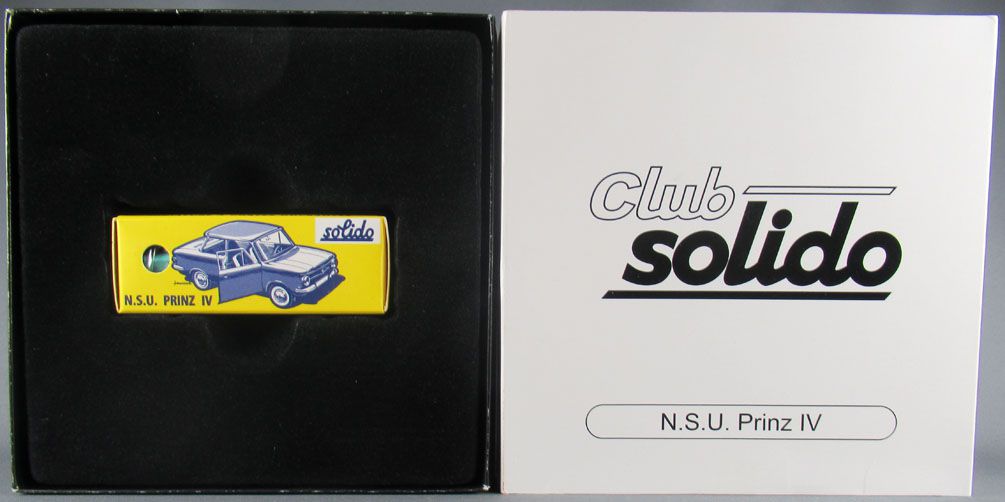 solido
N.S.U. PRINZ IV
Club
solido
N.S.U. Prinz IV